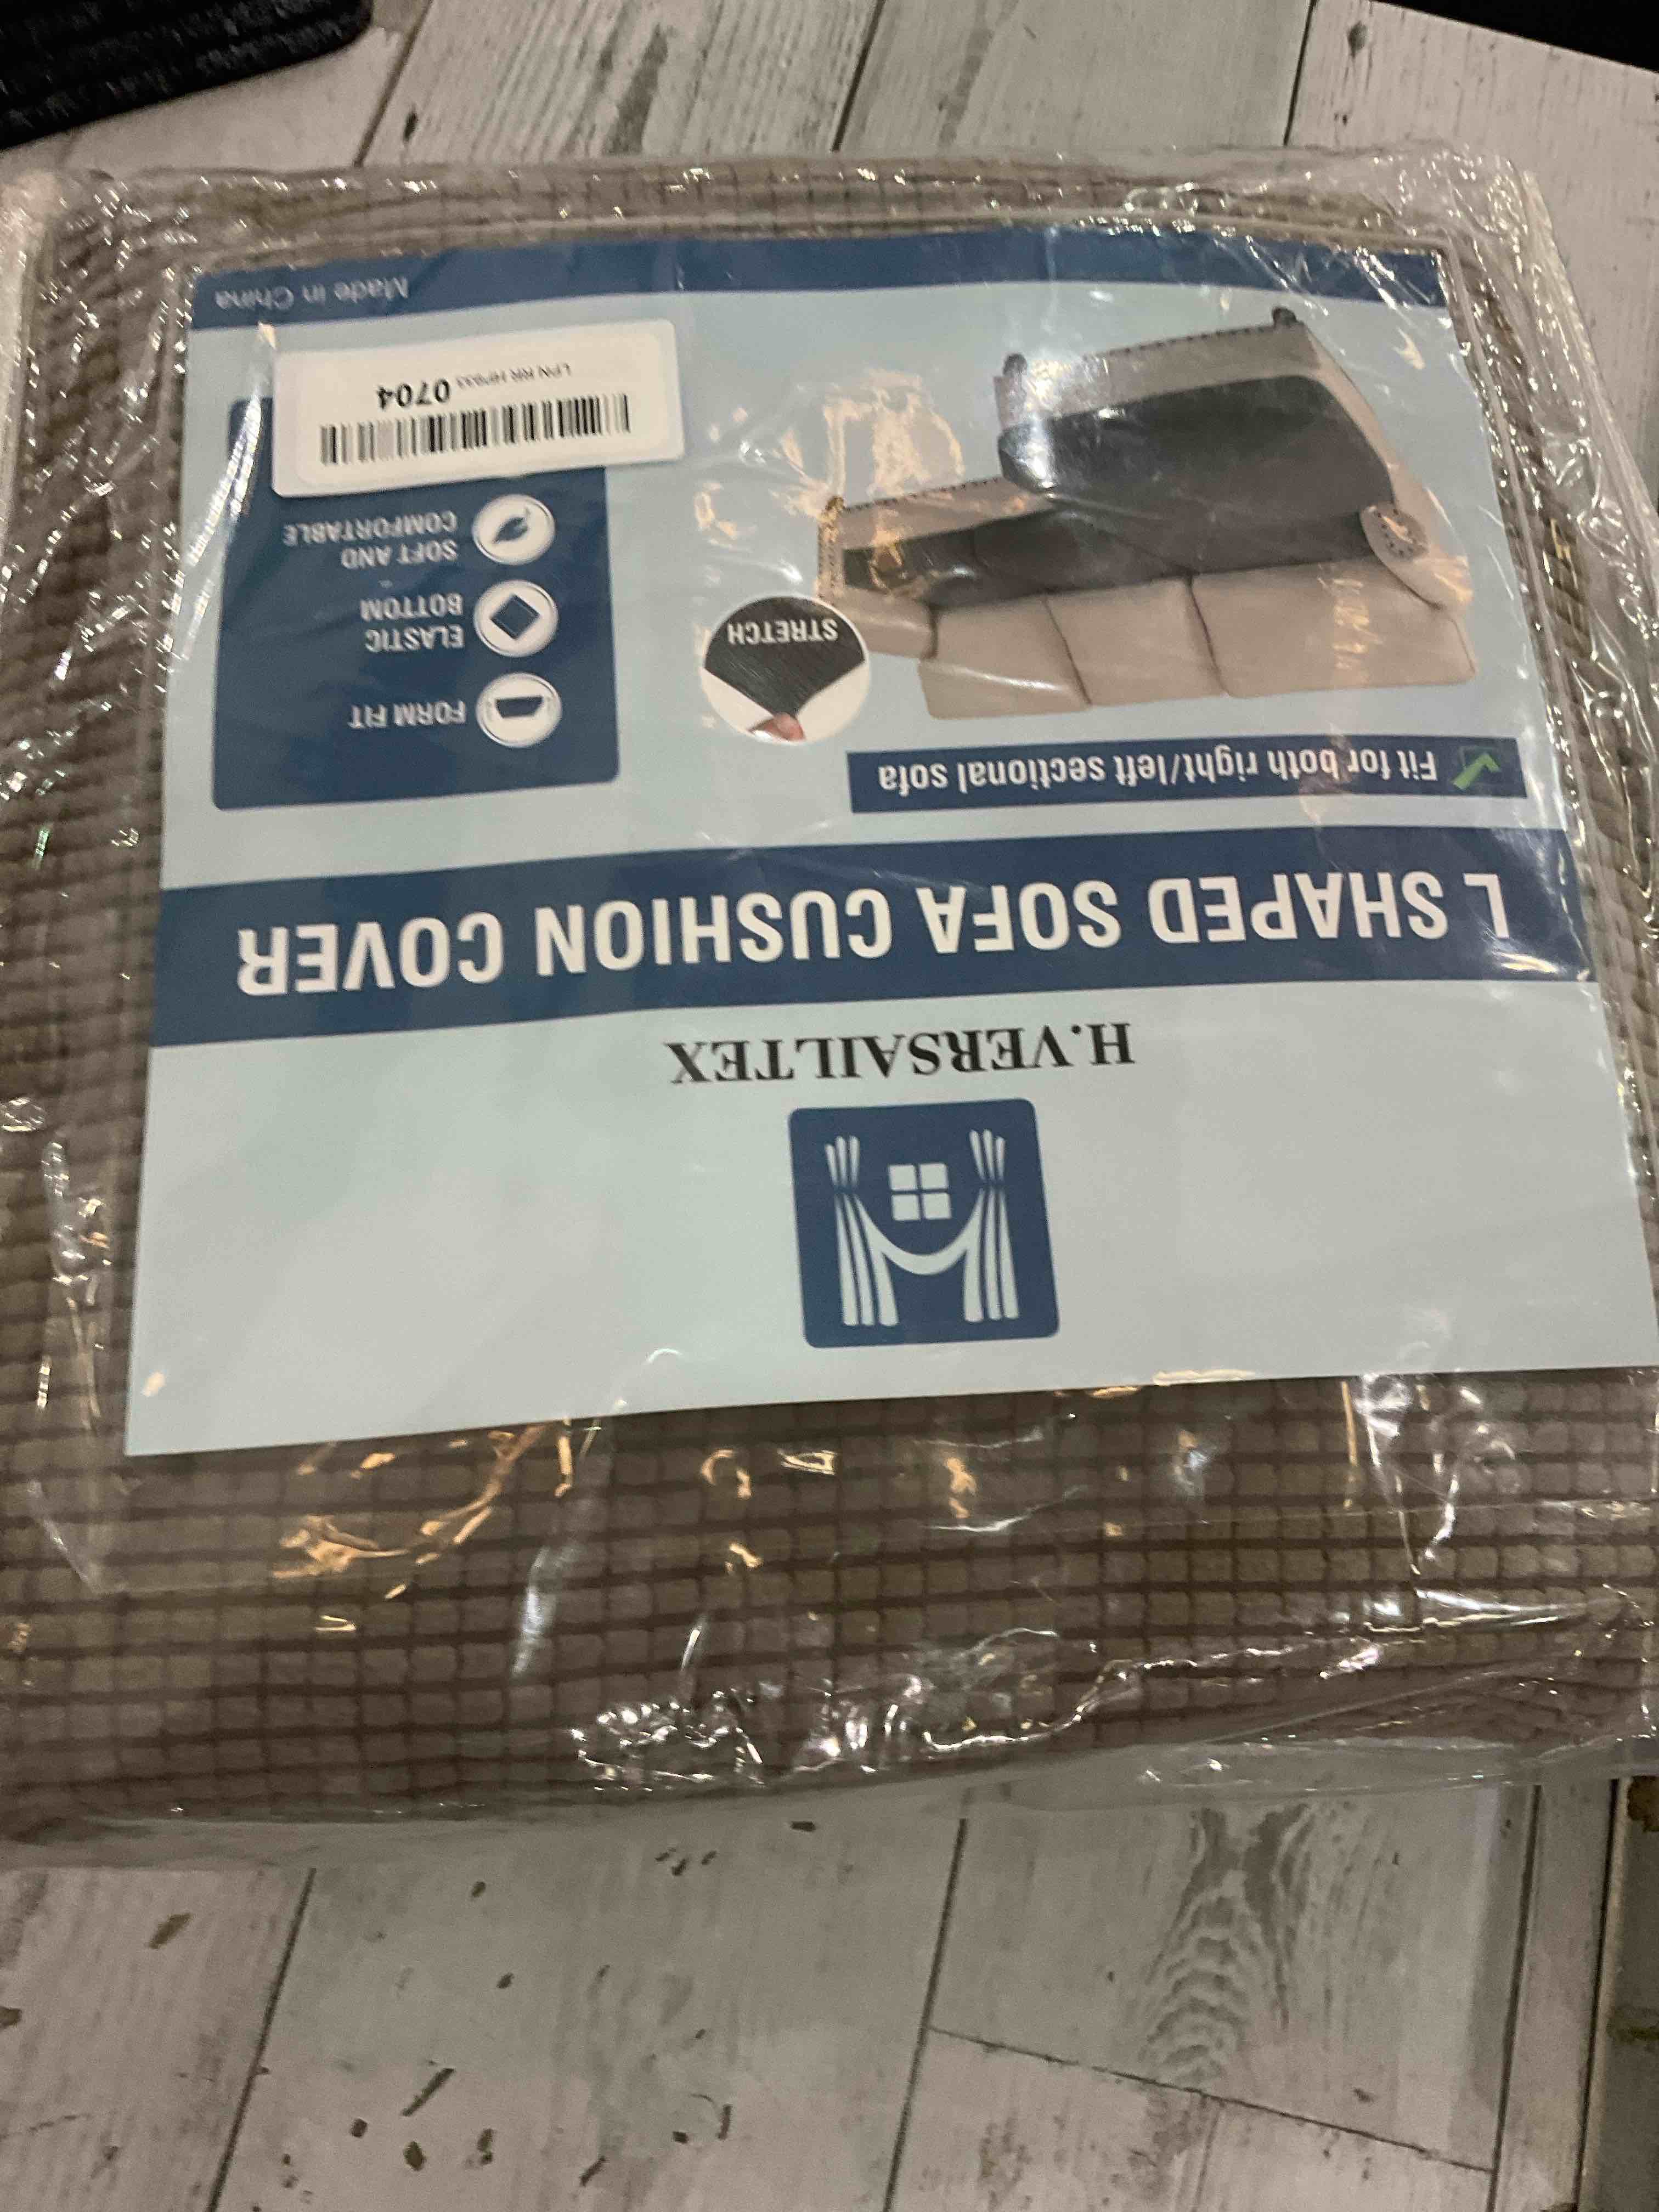 H.VERSAILTEX
L SHAPED SOFA CUSHION COVER
Fit for both right/left sectional sofa
STRETCH
FORM FIT
ELASTIC
BOTTOM
SOFT AND
COMFORTABLE
0704
Made in China